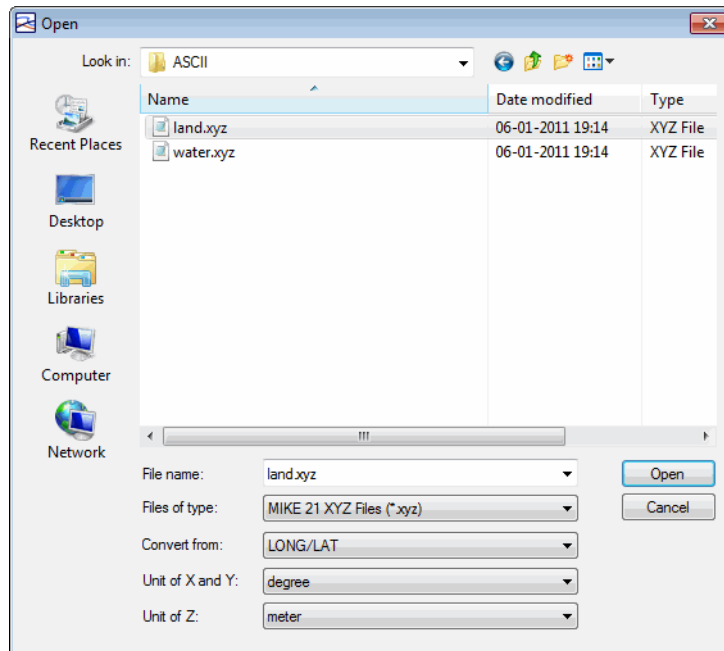 Open
Look in: ASCII
Name Date modified Type
land.xyz 06-01-2011 19:14 XYZ File
water.xyz 06-01-2011 19:14 XYZ File
Recent Places
Desktop
Libraries
Computer
Network
File name: land.xyz Open
Files of type: MIKE 21 XYZ Files (*.xyz) Cancel
Convert from: LONG/LAT
Unit of X and Y: degree
Unit of Z: meter